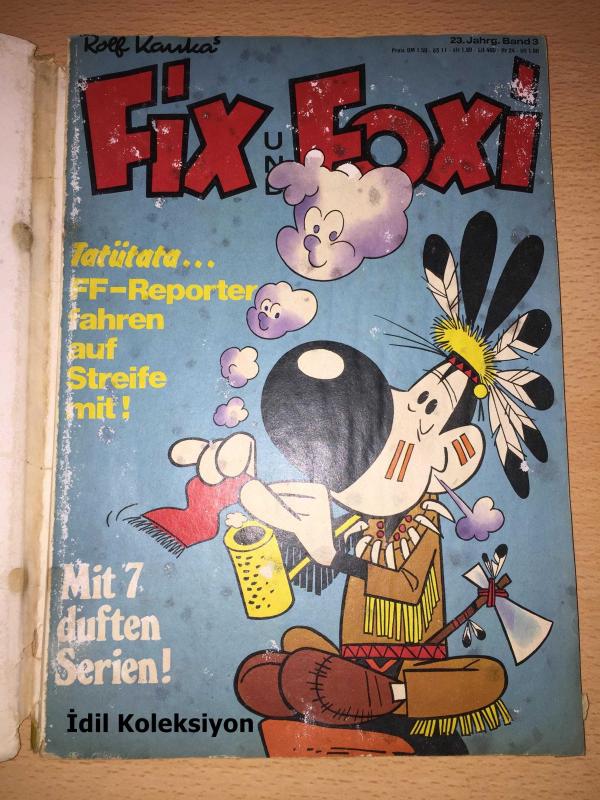 Rolf Kauka's
23. Jahrg. Band 3
Fix
UND
Foxi
Tatütata...
FF-Reporter
fahren
auf
Streife
mit!
Mit 7
duften
Serien!
İdil Koleksiyon